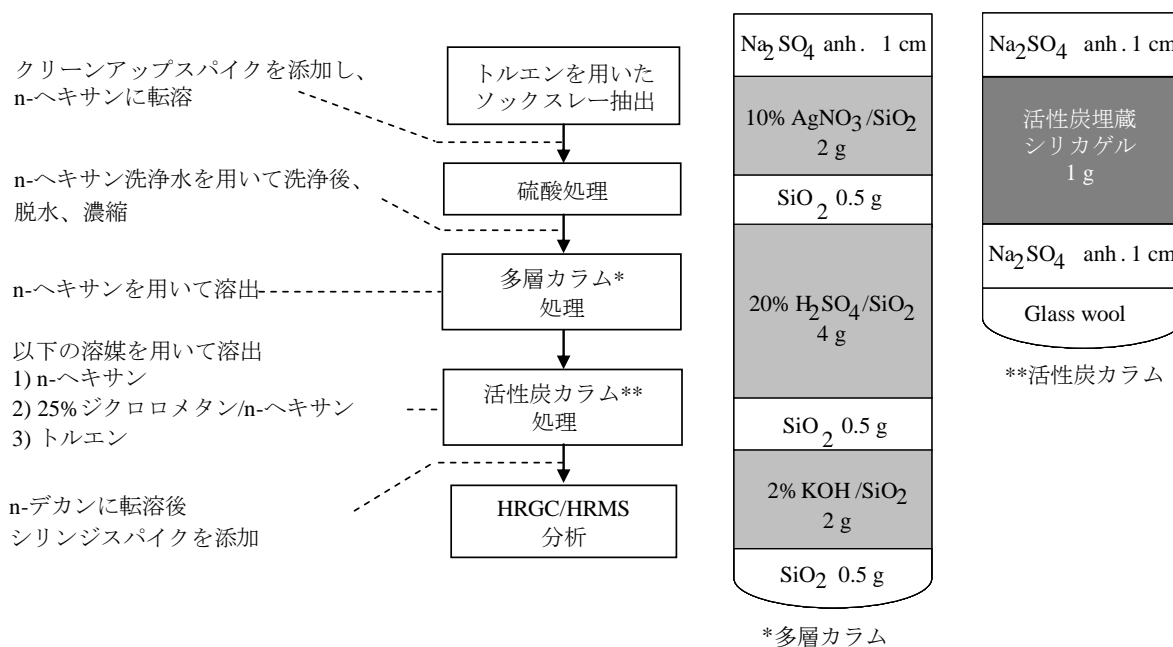 クリーンアップスパイクを添加し、
n-ヘキサンに転溶
トルエンを用いた
ソックスレー抽出
n-ヘキサン洗浄水を用いて洗浄後、
脱水、濃縮
硫酸処理
n-ヘキサンを用いて溶出
多層カラム*
処理
以下の溶媒を用いて溶出
1) n-ヘキサン
2) 25%ジクロロメタン/n-ヘキサン
3) トルエン
活性炭カラム**
処理
n-デカンに転溶後
シリンジスパイクを添加
HRGC/HRMS
分析
Na2SO4 anh. 1 cm
10% AgNO3/SiO2
2 g
SiO2 0.5 g
20% H2SO4/SiO2
4 g
SiO2 0.5 g
2% KOH/SiO2
2 g
SiO2 0.5 g
*多層カラム
Na2SO4 anh. 1 cm
活性炭埋蔵
シリカゲル
1 g
Na2SO4 anh. 1 cm
Glass wool
**活性炭カラム